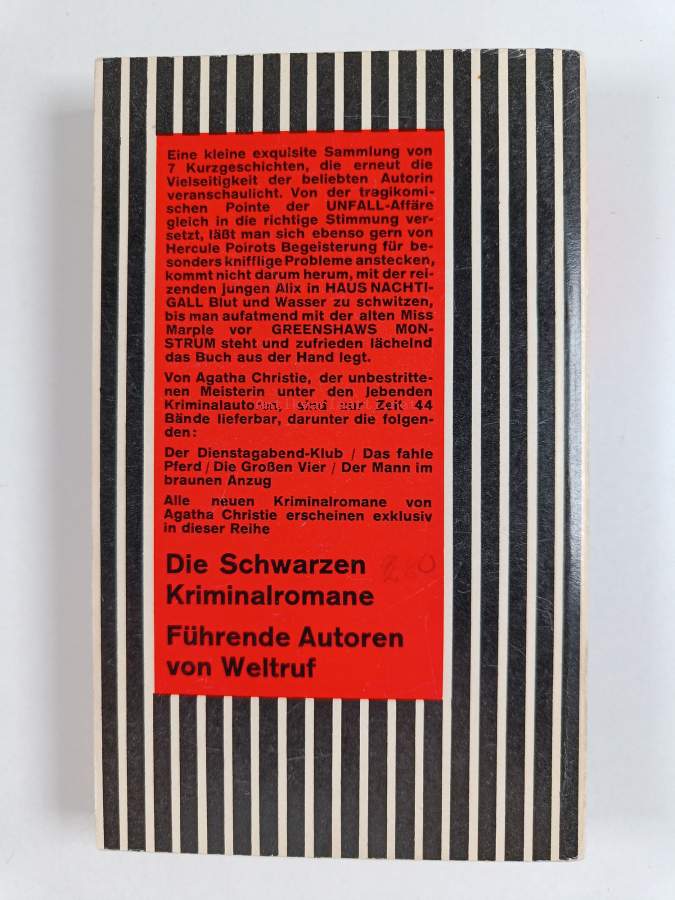 Eine kleine exquisite Sammlung von
7 Kurzgeschichten, die erneut die
Vielseitigkeit der beliebten Autorin
veranschaulicht. Von der tragikomi-
schen Pointe der UNFALL-Affäre
gleich in die richtige Stimmung ver-
setzt, läßt man sich ebenso gern von
Hercule Poirots Begeisterung für be-
sonders knifflige Probleme anstecken,
kommt nicht darum herum, mit der rei-
zenden jungen Alix in HAUS NACHTI-
GALL Blut und Wasser zu schwitzen,
bis man aufatmend mit der alten Miss
Marple vor GREENSHAWS MON-
STRUM steht und zufrieden lächelnd
das Buch aus der Hand legt.
Von Agatha Christie, der unbestritte-
nen Meisterin unter den lebenden
Kriminalautoren, sind zur Zeit 44
Bände lieferbar, darunter die folgen-
den:
Der Dienstagabend-Klub / Das fahle
Pferd / Die Großen Vier / Der Mann im
braunen Anzug
Alle neuen Kriminalromane von
Agatha Christie erscheinen exklusiv
in dieser Reihe
Die Schwarzen
Kriminalromane
Führende Autoren
von Weltruf